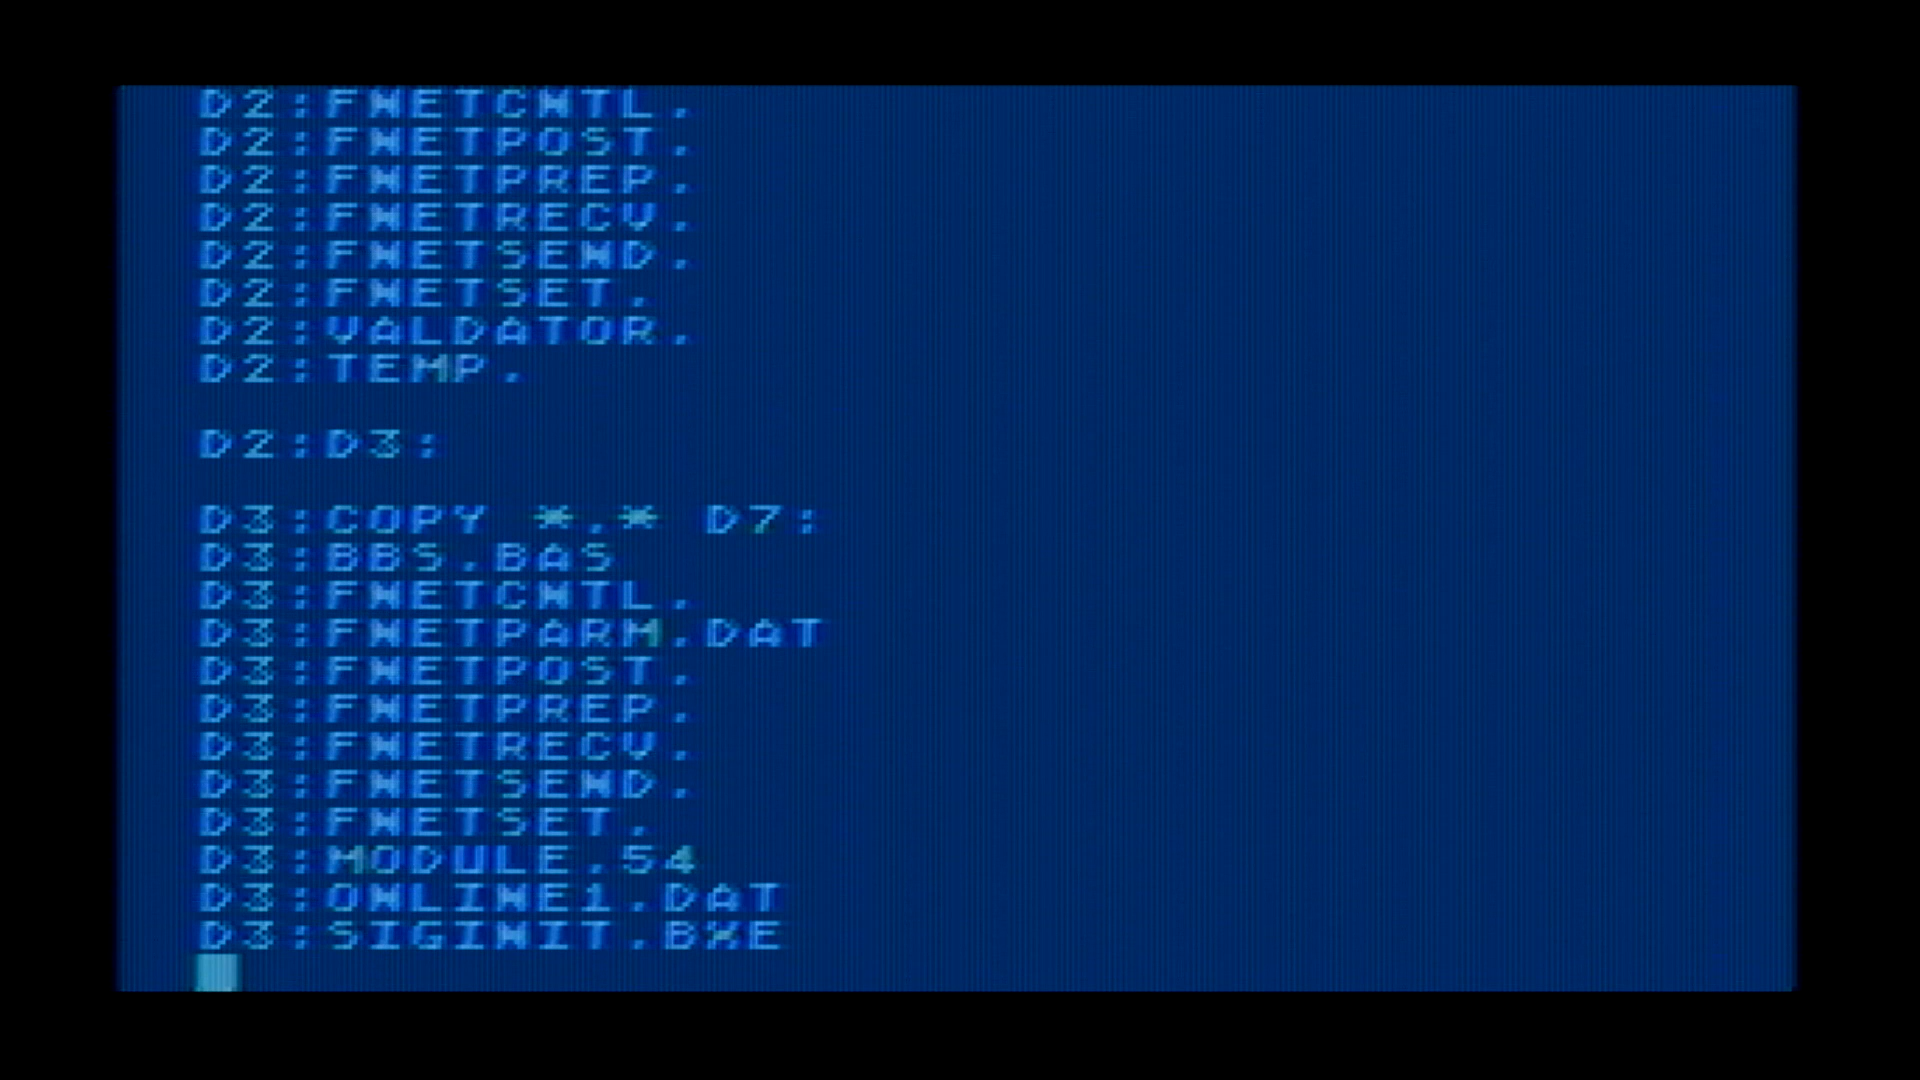 D2:FNETCNTL.
D2:FNETPOST.
D2:FNETPREP.
D2:FNETRECV.
D2:FNETSEND.
D2:FNETSET.
D2:VALDATOR.
D2:TEMP.
D2:D3:
D3:COPY *.* D7:
D3:BBS.BAS
D3:FNETCNTL.
D3:FNETPARM.DAT
D3:FNETPOST.
D3:FNETPREP.
D3:FNETRECV.
D3:FNETSEND.
D3:FNETSET.
D3:MODULE.54
D3:ONLINE1.DAT
D3:SIGINIT.BXE